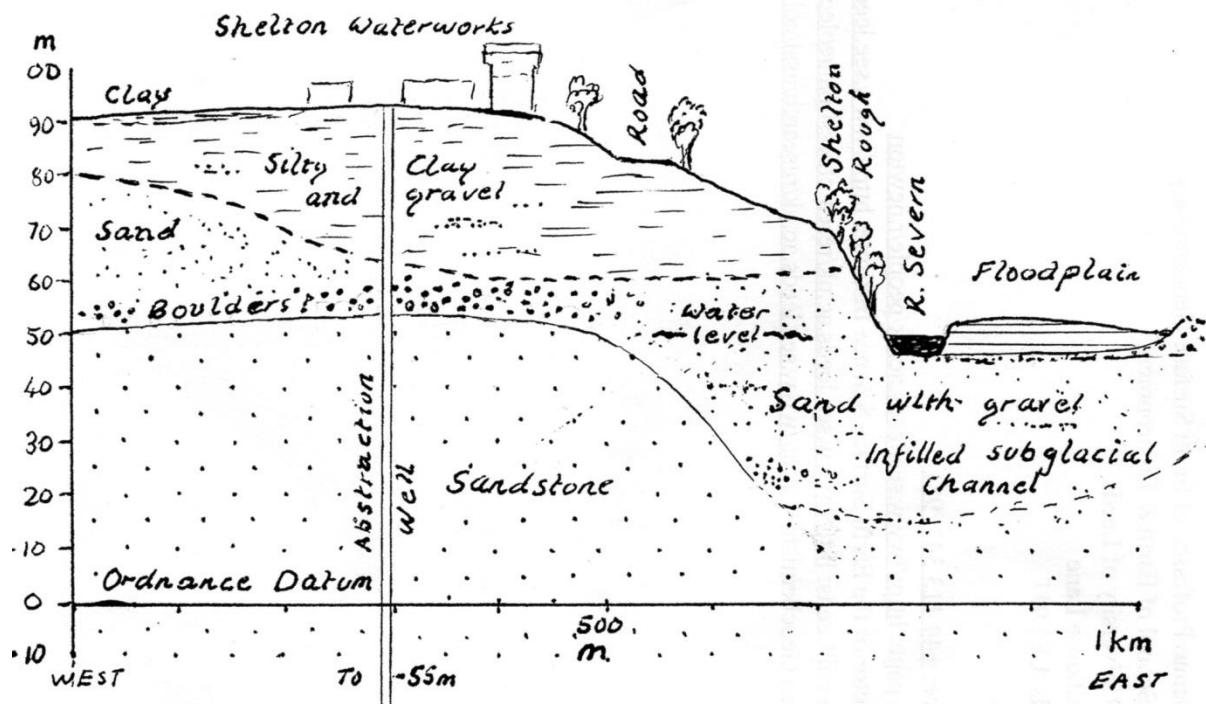 Shelton Waterworks
m
OD
Clay
90
80
70
60
50
40
30
20
10
0
10
Silty Clay
and gravel
Sand
Boulders
Road
Shelton
Rough
R. Severn
Floodplain
Water
level
Sand with gravel
Infilled subglacial
channel
Sandstone
Abstraction
Well
Ordnance Datum
500
m.
1km
WEST
TO -55m
EAST